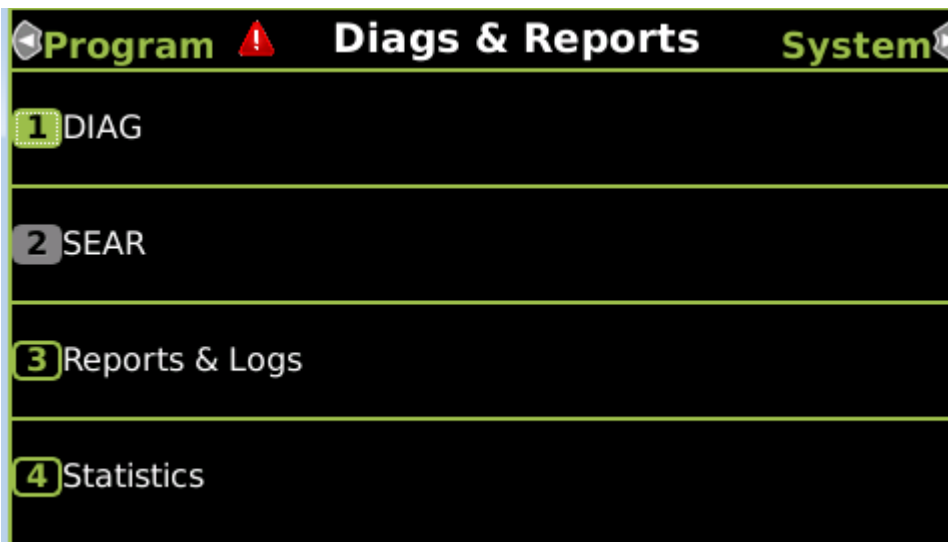 Program Diags & Reports System
1 DIAG
2 SEAR
3 Reports & Logs
4 Statistics